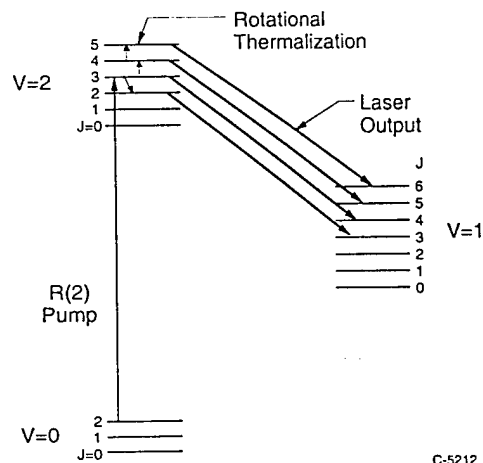 Rotational
Thermalization
5
4
3
2
1
J=0
V=2
Laser
Output
J
6
5
4
3
2
1
0
V=1
R(2)
Pump
2
1
J=0
V=0
C-5212